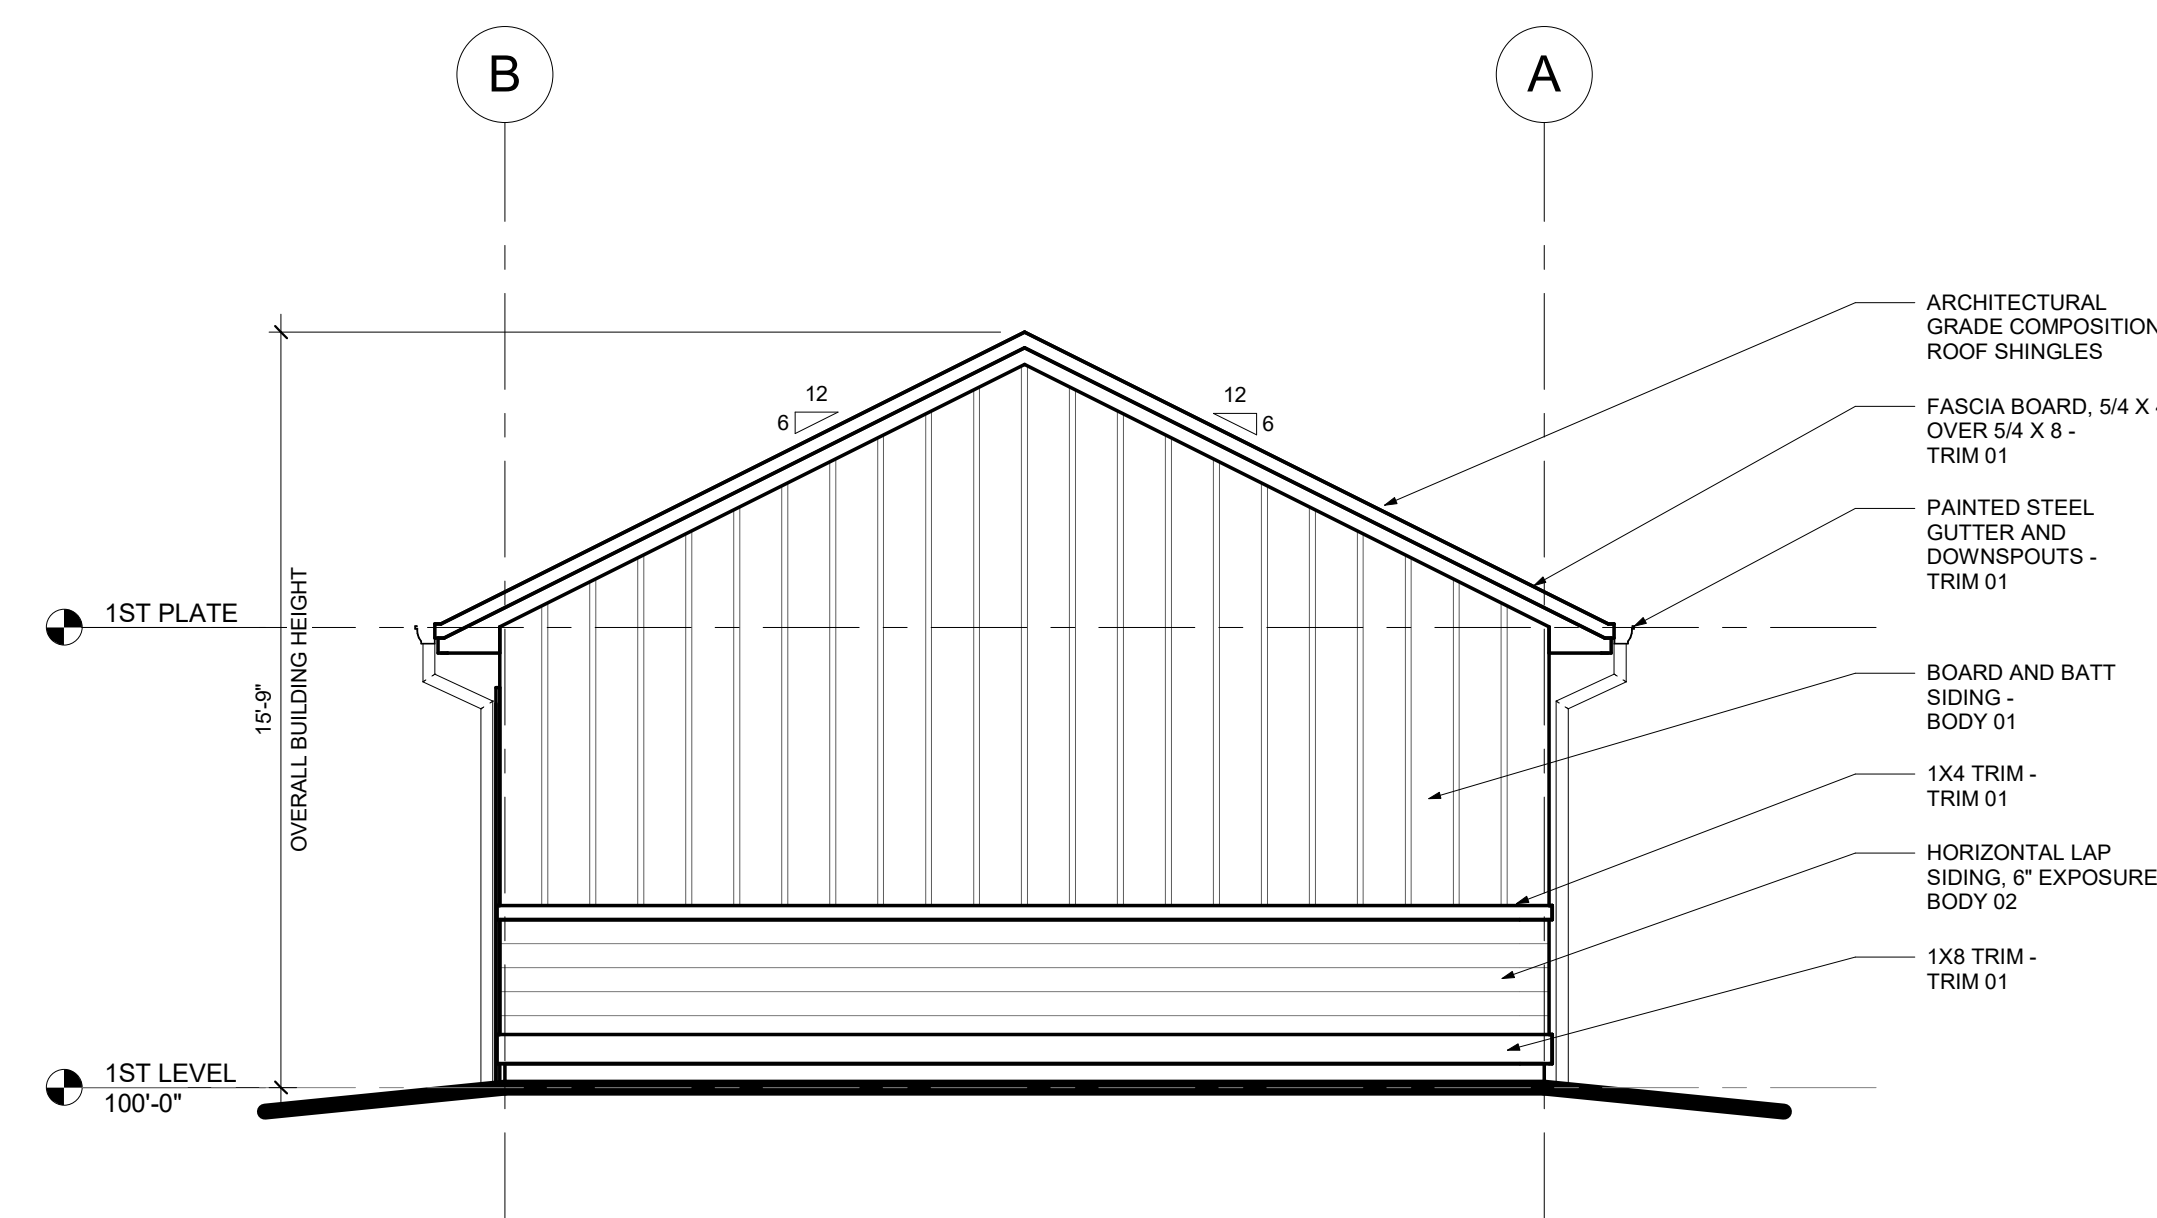 B
A
ARCHITECTURAL
GRADE COMPOSITION
ROOF SHINGLES
12
6
12
6
FASCIA BOARD, 5/4 X
OVER 5/4 X 8 -
TRIM 01
PAINTED STEEL
GUTTER AND
DOWNSPOUTS -
TRIM 01
1ST PLATE
15'-9"
OVERALL BUILDING HEIGHT
BOARD AND BATT
SIDING -
BODY 01
1X4 TRIM -
TRIM 01
HORIZONTAL LAP
SIDING, 6" EXPOSURE
BODY 02
1X8 TRIM -
TRIM 01
1ST LEVEL
100'-0"